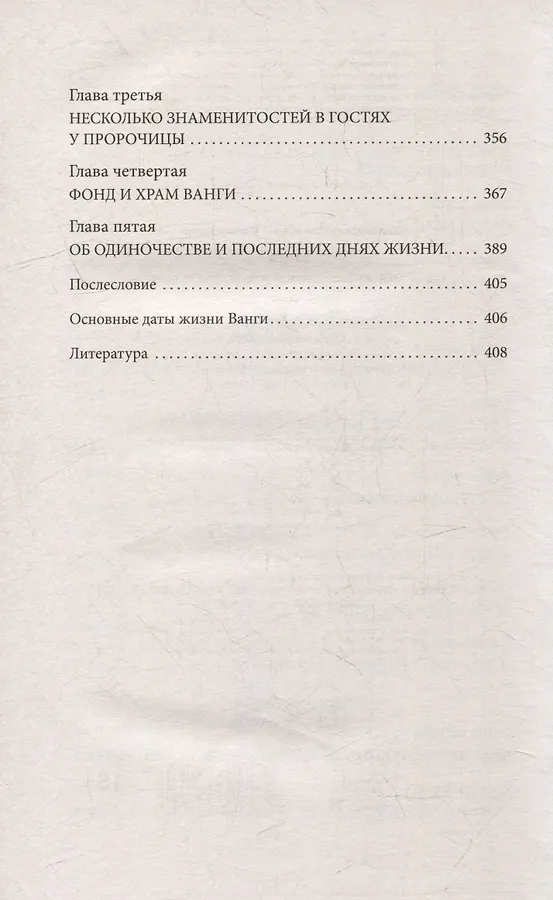 Глава третья
НЕСКОЛЬКО ЗНАМЕНИТОСТЕЙ В ГОСТЯХ
У ПРОРОЧИЦЫ ........................................................ 356
Глава четвертая
ФОНД И ХРАМ ВАНГИ ............................................... 367
Глава пятая
ОБ ОДИНОЧЕСТВЕ И ПОСЛЕДНИХ ДНЯХ ЖИЗНИ..... 389
Послесловие ............................................................ 405
Основные даты жизни Ванги........................................ 406
Литература ............................................................. 408